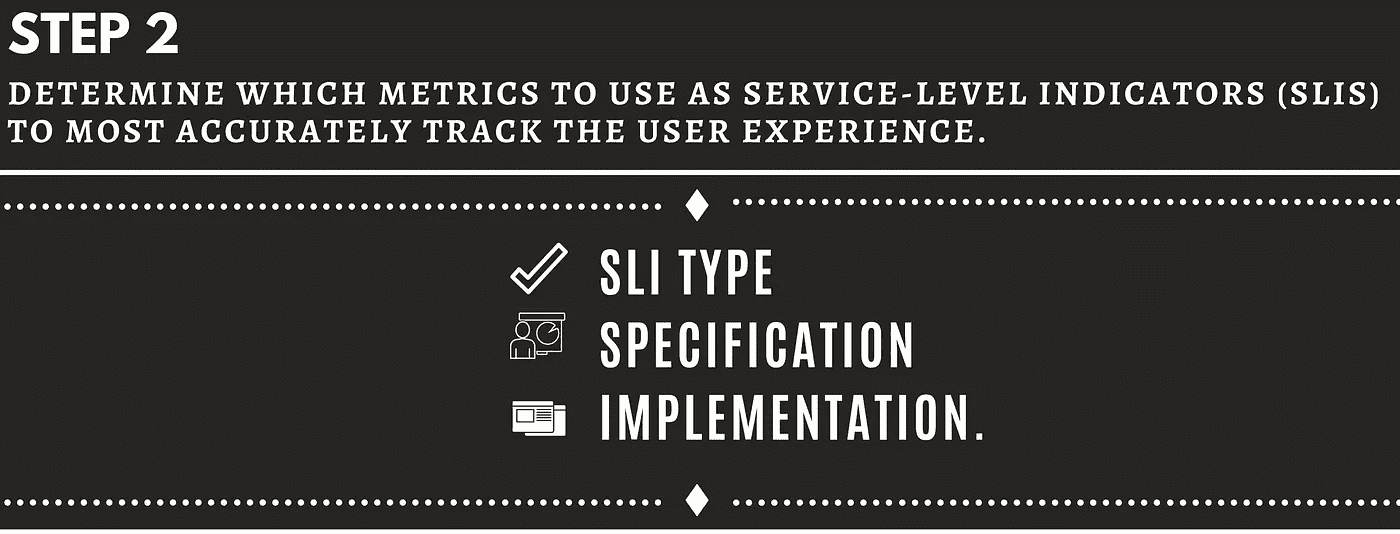 STEP 2
DETERMINE WHICH METRICS TO USE AS SERVICE-LEVEL INDICATORS (SLIS)
TO MOST ACCURATELY TRACK THE USER EXPERIENCE.
SLI TYPE
SPECIFICATION
IMPLEMENTATION.